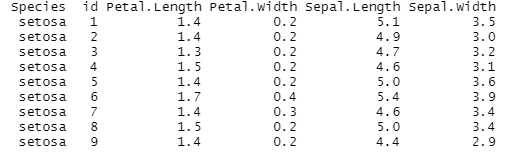 Species id Petal.Length Petal.Width Sepal.Length Sepal.Width
setosa 1 1.4 0.2 5.1 3.5
setosa 2 1.4 0.2 4.9 3.0
setosa 3 1.3 0.2 4.7 3.2
setosa 4 1.5 0.2 4.6 3.1
setosa 5 1.4 0.2 5.0 3.6
setosa 6 1.7 0.4 5.4 3.9
setosa 7 1.4 0.3 4.6 3.4
setosa 8 1.5 0.2 5.0 3.4
setosa 9 1.4 0.2 4.4 2.9